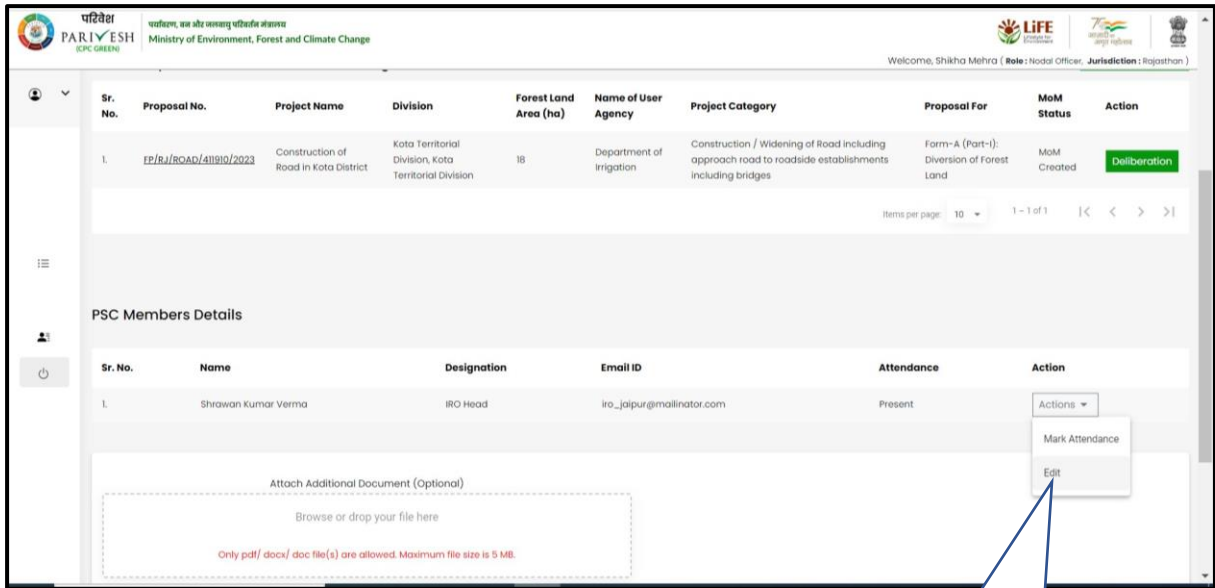 परिवेश
PARIVESH
(CPC GREEN)
पर्यावरण, वन और जलवायु परिवर्तन मंत्रालय
Ministry of Environment, Forest and Climate Change
LiFE
Lifestyle for
Environment
आज़ादी का
अमृत महोत्सव
Welcome, Shikha Mehra ( Role : Nodal Officer, Jurisdiction : Rajasthan )
Sr. No. Proposal No. Project Name Division Forest Land Area (ha) Name of User Agency Project Category Proposal For MoM Status Action
1. FP/RJ/ROAD/411910/2023 Construction of Road in Kota District Kota Territorial Division, Kota Territorial Division 18 Department of Irrigation Construction / Widening of Road including approach road to roadside establishments including bridges Form-A (Part-I): Diversion of Forest Land MoM Created Deliberation
Items per page: 10 1 – 1 of 1
PSC Members Details
Sr. No. Name Designation Email ID Attendance Action
1. Shrawan Kumar Verma IRO Head iro_jaipur@mailinator.com Present Actions
Mark Attendance
Edit
Attach Additional Document (Optional)
Browse or drop your file here
Only pdf/ docx/ doc file(s) are allowed. Maximum file size is 5 MB.